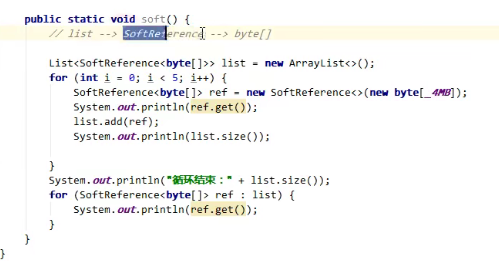 public static void soft() {
// list --> SoftReference --> byte[]
List<SoftReference<byte[]>> list = new ArrayList<>();
for (int i = 0; i < 5; i++) {
SoftReference<byte[]> ref = new SoftReference<>(new byte[_4MB]);
System.out.println(ref.get());
list.add(ref);
System.out.println(list.size());
}
System.out.println("循环结束：" + list.size());
for (SoftReference<byte[]> ref : list) {
System.out.println(ref.get());
}
}
}